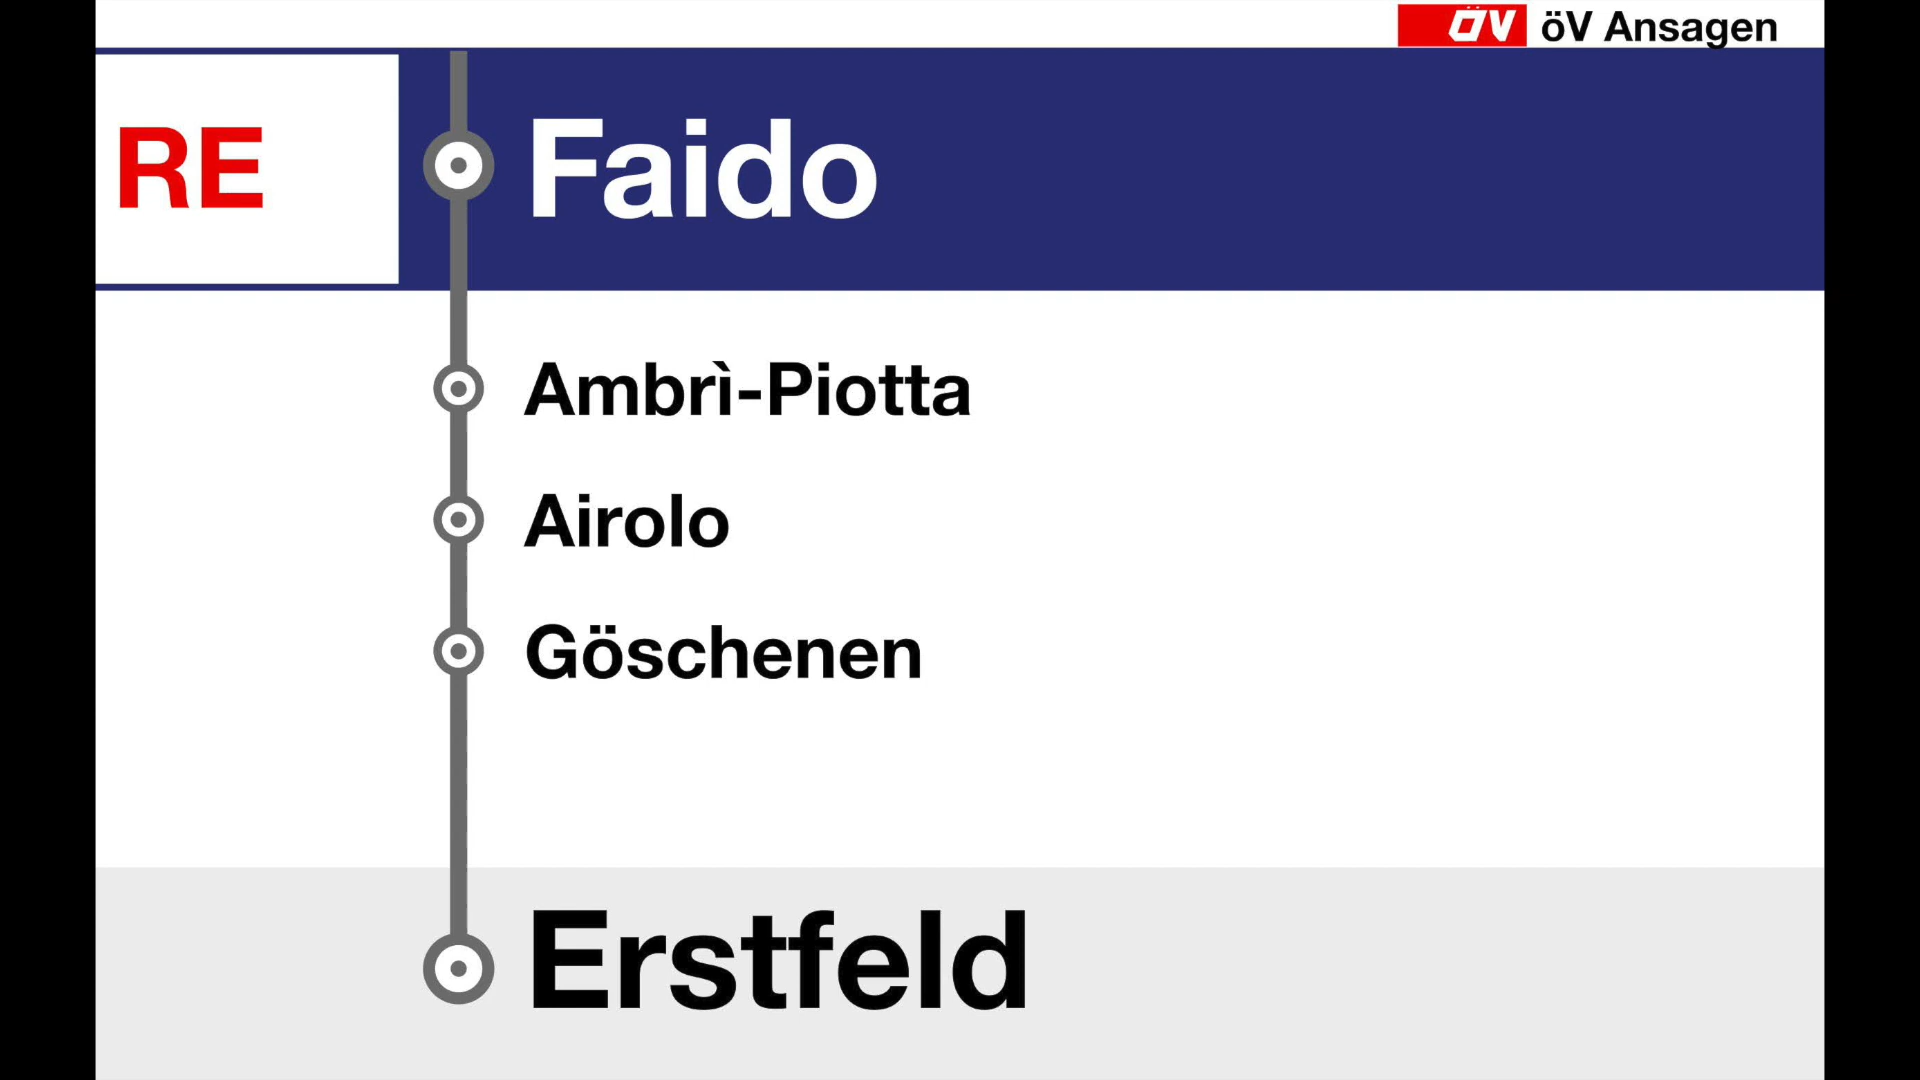 ÖV öV Ansagen
RE Faido
Ambrì-Piotta
Airolo
Göschenen
Erstfeld